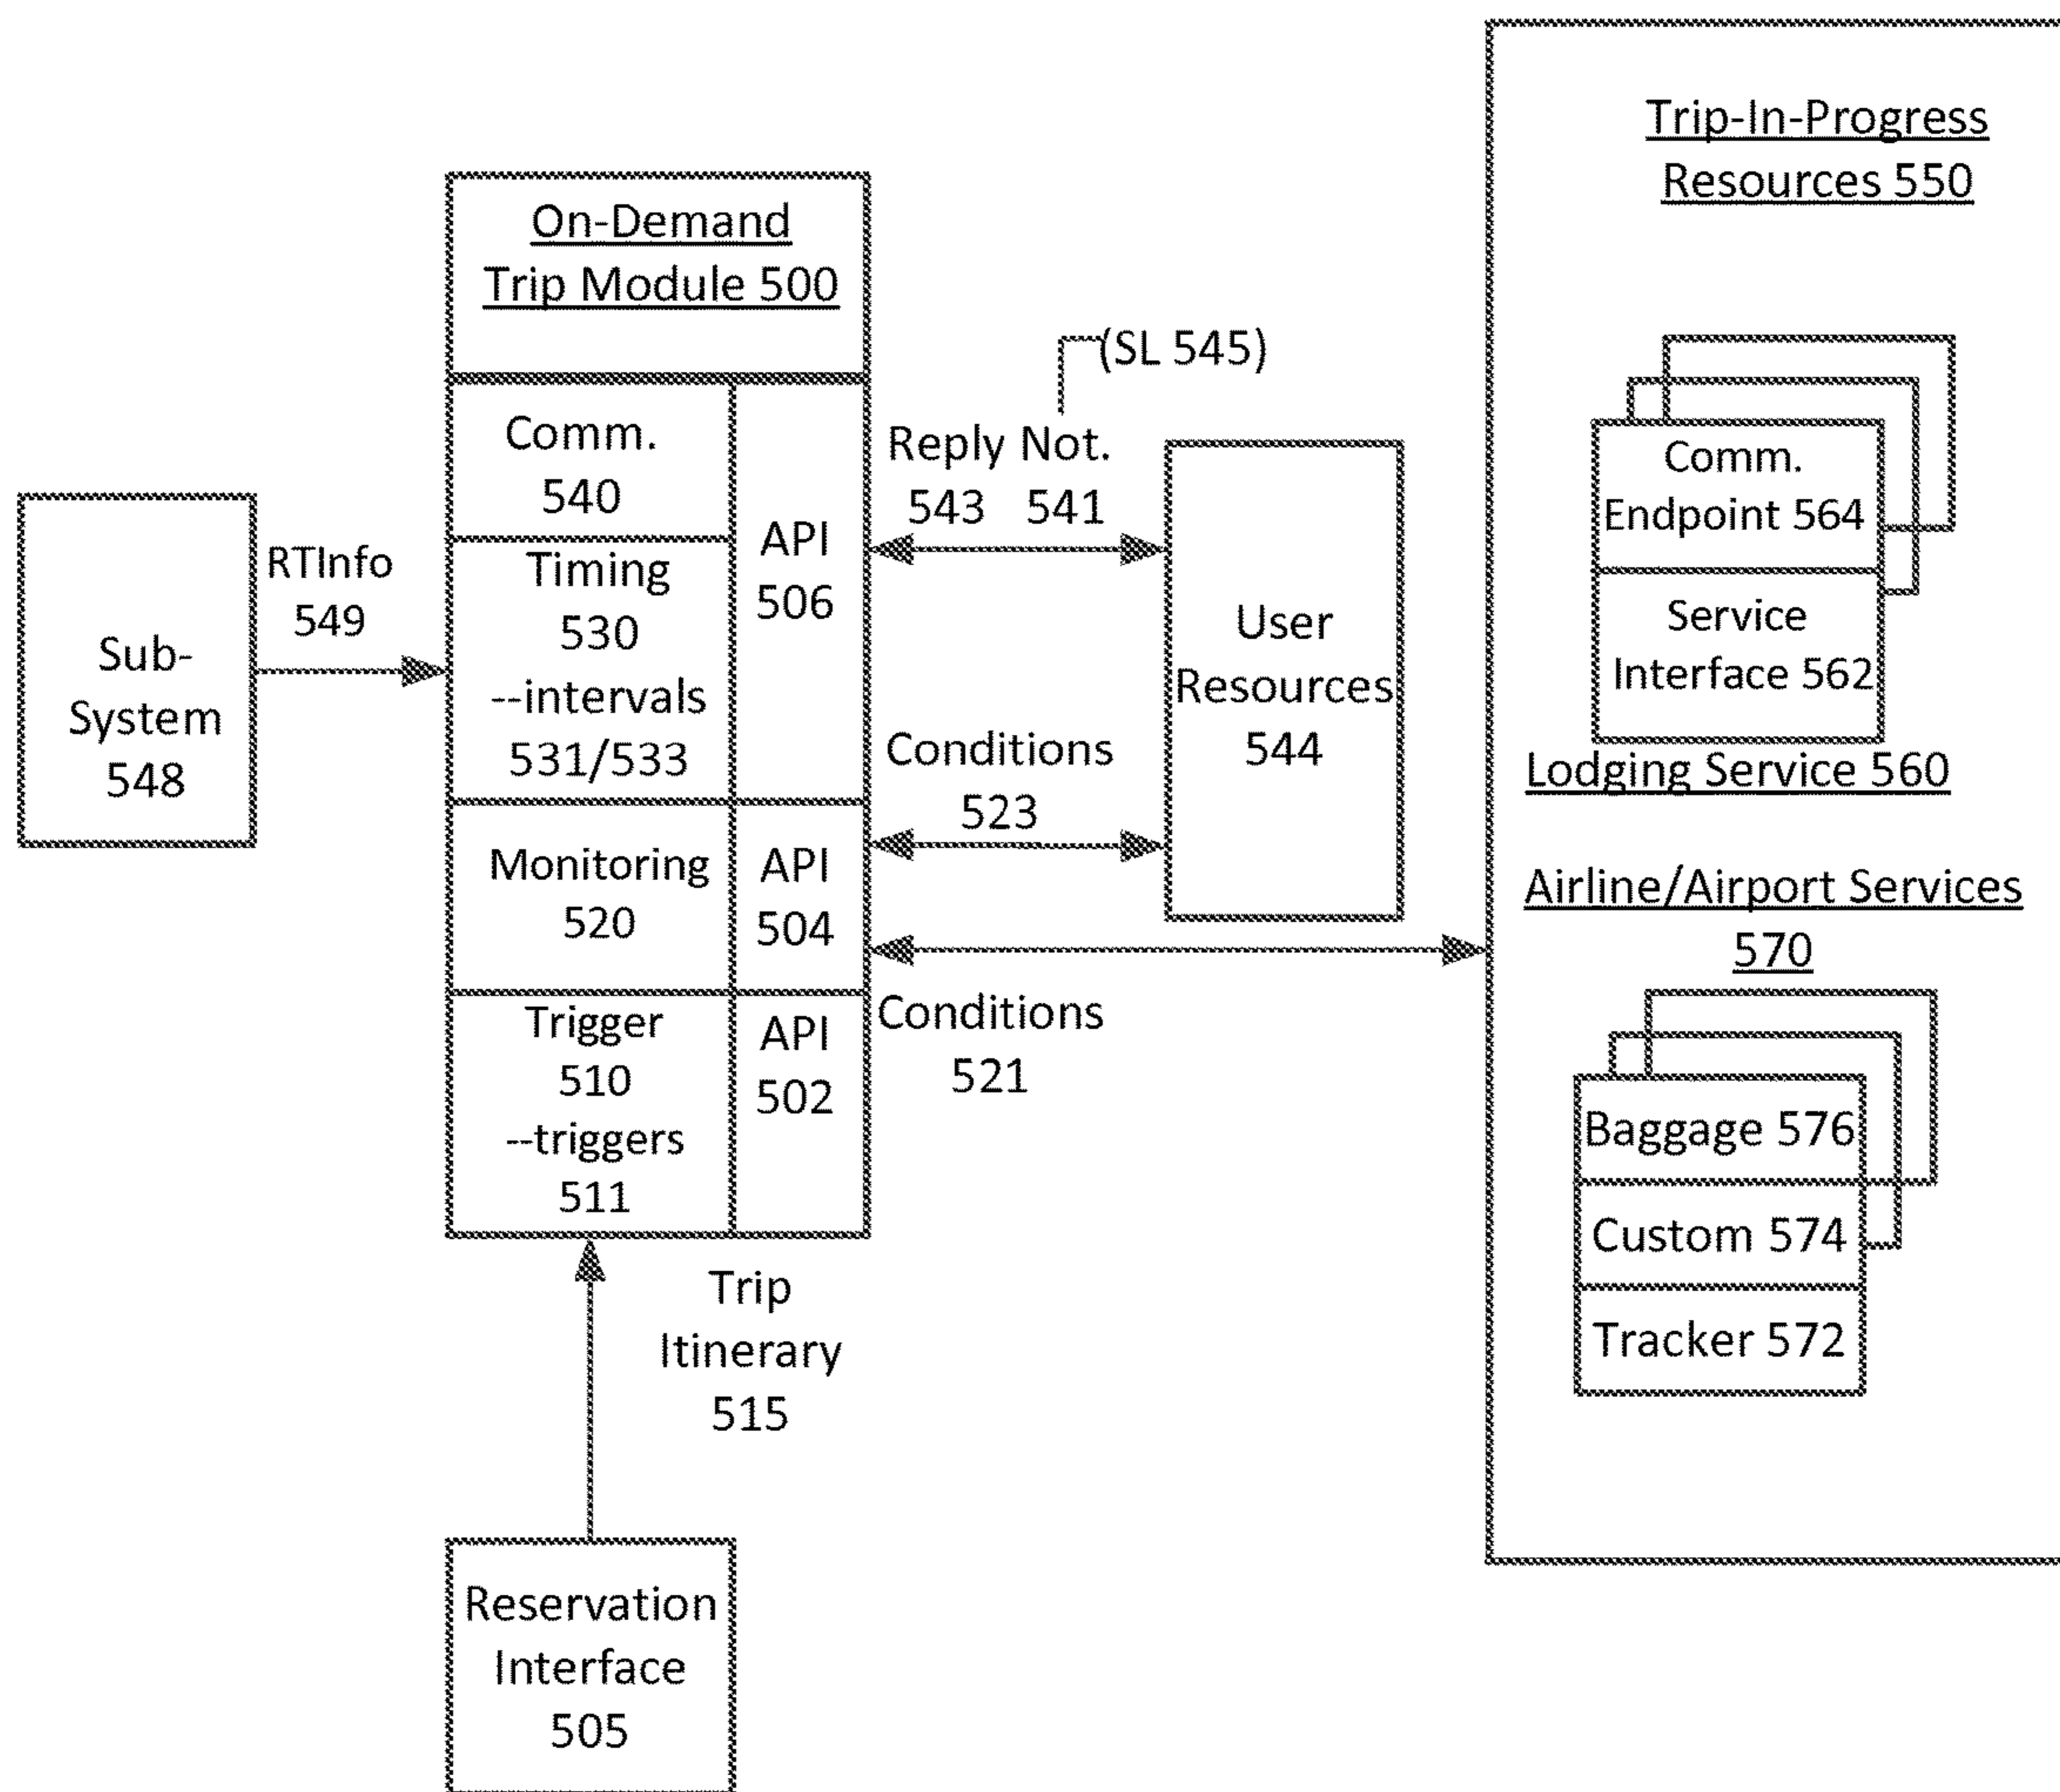 Trip-In-Progress
Resources 550
On-Demand
Trip Module 500
(SL 545)
Comm.
540
Reply Not.
543 541
API
506
Timing
530
--intervals
531/533
RTInfo
549
Sub-
System
548
User
Resources
544
Comm.
Endpoint 564
Service
Interface 562
Lodging Service 560
Conditions
523
Monitoring
520
API
504
Airline/Airport Services
570
Conditions
521
Trigger
510
--triggers
511
API
502
Baggage 576
Custom 574
Tracker 572
Trip
Itinerary
515
Reservation
Interface
505